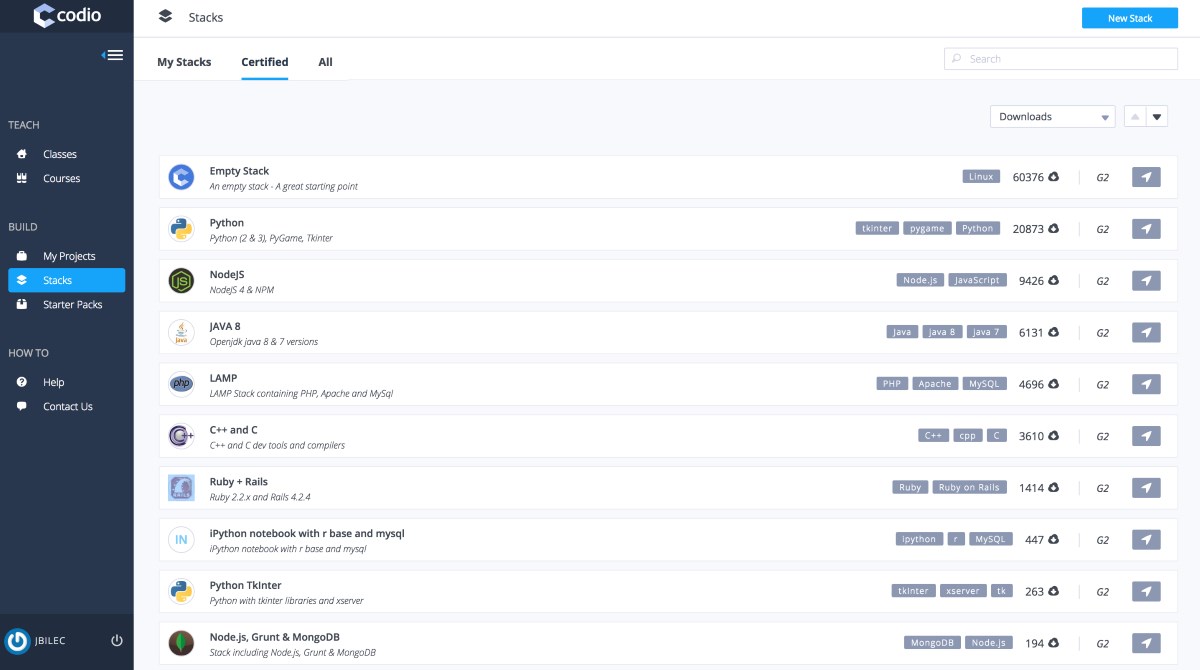 codio
Stacks
New Stack
My Stacks Certified All
Search
Downloads
TEACH
Classes
Courses
BUILD
My Projects
Stacks
Starter Packs
HOW TO
Help
Contact Us
JBILEC
Empty Stack
An empty stack - A great starting point
Linux 60376 G2
Python
Python (2 & 3), PyGame, Tkinter
tkinter pygame Python 20873 G2
NodeJS
NodeJS 4 & NPM
Node.js JavaScript 9426 G2
JS
JAVA 8
Openjdk java 8 & 7 versions
Java java 8 java 7 6131 G2
Java
LAMP
LAMP Stack containing PHP, Apache and MySql
PHP Apache MySQL 4696 G2
php
C++ and C
C++ and C dev tools and compilers
C++ cpp C 3610 G2
C++
Ruby + Rails
Ruby 2.2.x and Rails 4.2.4
Ruby Ruby on Rails 1414 G2
RAILS
iPython notebook with r base and mysql
iPython notebook with r base and mysql
ipython r MySQL 447 G2
IN
Python TkInter
Python with tkinter libraries and xserver
tkInter xserver tk 263 G2
Node.js, Grunt & MongoDB
Stack including Node.js, Grunt & MongoDB
MongoDB Node.js 194 G2